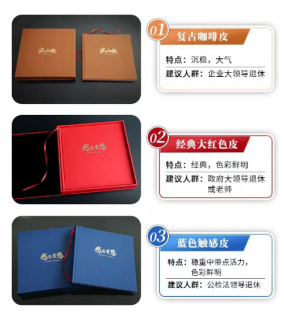 01
复古咖啡皮
特点：沉稳，大气
建议人群：企业大领导退休
02
经典大红色皮
特点：经典，色彩鲜明
建议人群：政府大领导退休
或老师
03
蓝色触感皮
特点：稳重中带点活力，
色彩鲜明
建议人群：公检法领导退休